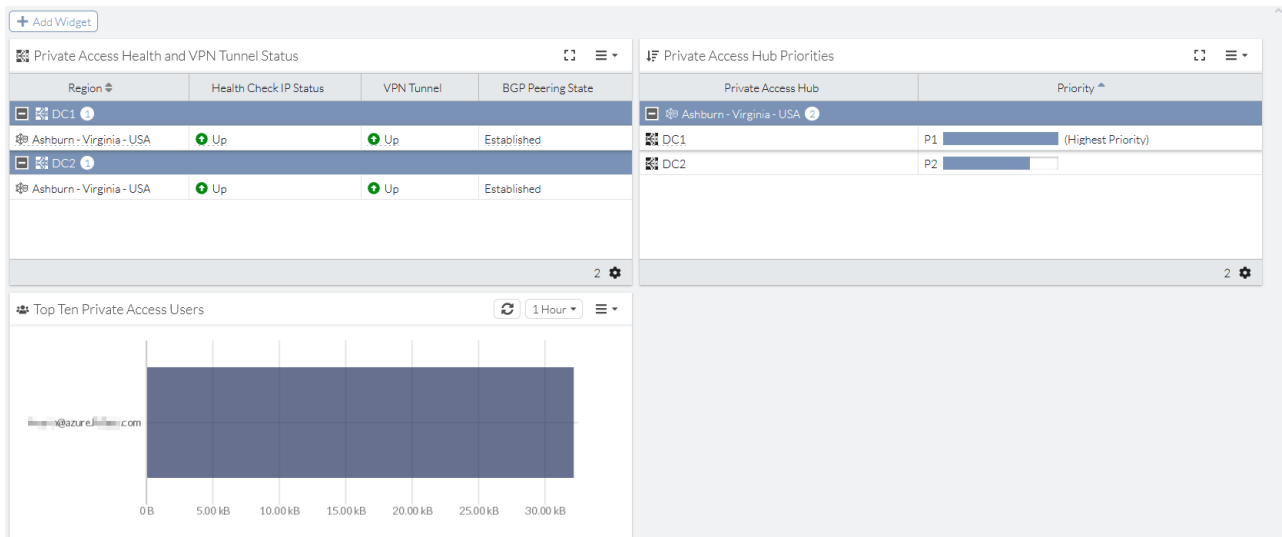 Add Widget
Private Access Health and VPN Tunnel Status
Region Health Check IP Status VPN Tunnel BGP Peering State
DC1 1
Ashburn - Virginia - USA Up Up Established
DC2 1
Ashburn - Virginia - USA Up Up Established
2
Private Access Hub Priorities
Private Access Hub Priority
Ashburn - Virginia - USA 2
DC1 P1 (Highest Priority)
DC2 P2
2
Top Ten Private Access Users 1 Hour
@azure. .com
0 B 5.00 kB 10.00 kB 15.00 kB 20.00 kB 25.00 kB 30.00 kB